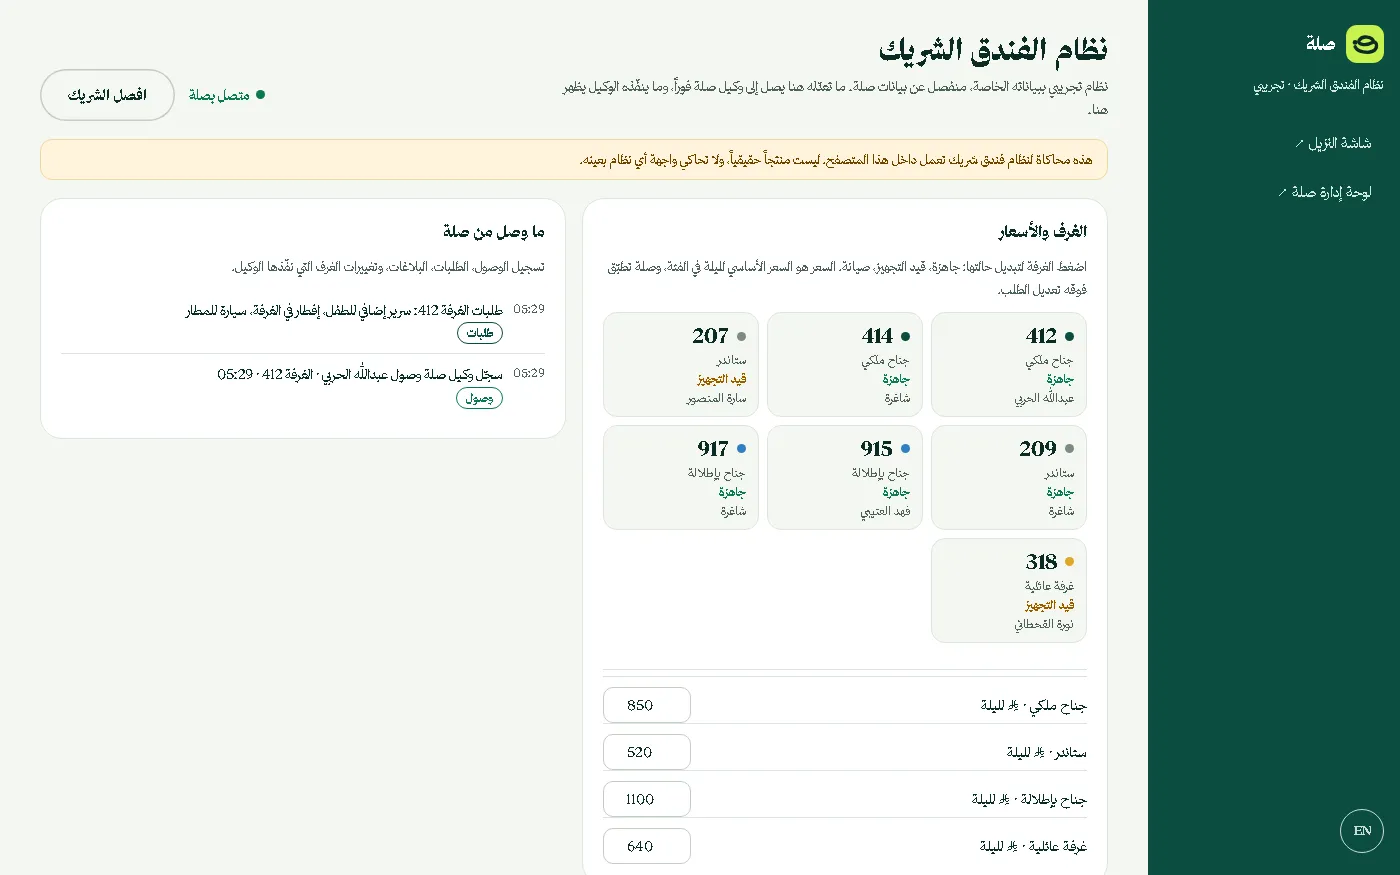 صلة
نظام الفندق الشريك · تجريبي
شاشة النزيل ↗
لوحة إدارة صلة ↗
EN
نظام الفندق الشريك
نظام تجريبي ببياناته الخاصة، منفصل عن بيانات صلة. ما تعدّله هنا يصل إلى وكيل صلة فوراً، وما ينفّذه الوكيل يظهر
هنا.
متصل بصلة
افصل الشريك
هذه محاكاة لنظام فندق شريك تعمل داخل هذا المتصفح. ليست منتجاً حقيقياً، ولا تحاكي واجهة أي نظام بعينه.
الغرف والأسعار
اضغط الغرفة لتبديل حالتها: جاهزة، قيد التجهيز، صيانة. السعر هو السعر الأساسي لليلة في الفئة، وصلة تطبّق
فوقه تعديل الطلب.
412
جناح ملكي
جاهزة
عبدالله الحربي
414
جناح ملكي
جاهزة
شاغرة
207
ستاندر
قيد التجهيز
سارة المنصور
209
ستاندر
جاهزة
شاغرة
915
جناح بإطلالة
جاهزة
فهد العتيبي
917
جناح بإطلالة
جاهزة
شاغرة
318
غرفة عائلية
قيد التجهيز
نورة القحطاني
جناح ملكي · ⃁ لليلة
850
ستاندر · ⃁ لليلة
520
جناح بإطلالة · ⃁ لليلة
1100
غرفة عائلية · ⃁ لليلة
640
ما وصل من صلة
تسجيل الوصول، الطلبات، البلاغات، وتغييرات الغرف التي نفّذها الوكيل.
05:29
طلبات الغرفة 412: سرير إضافي للطفل، إفطار في الغرفة، سيارة للمطار
طلبات
05:29
سجّل وكيل صلة وصول عبدالله الحربي · الغرفة 412 · 05:29
وصول